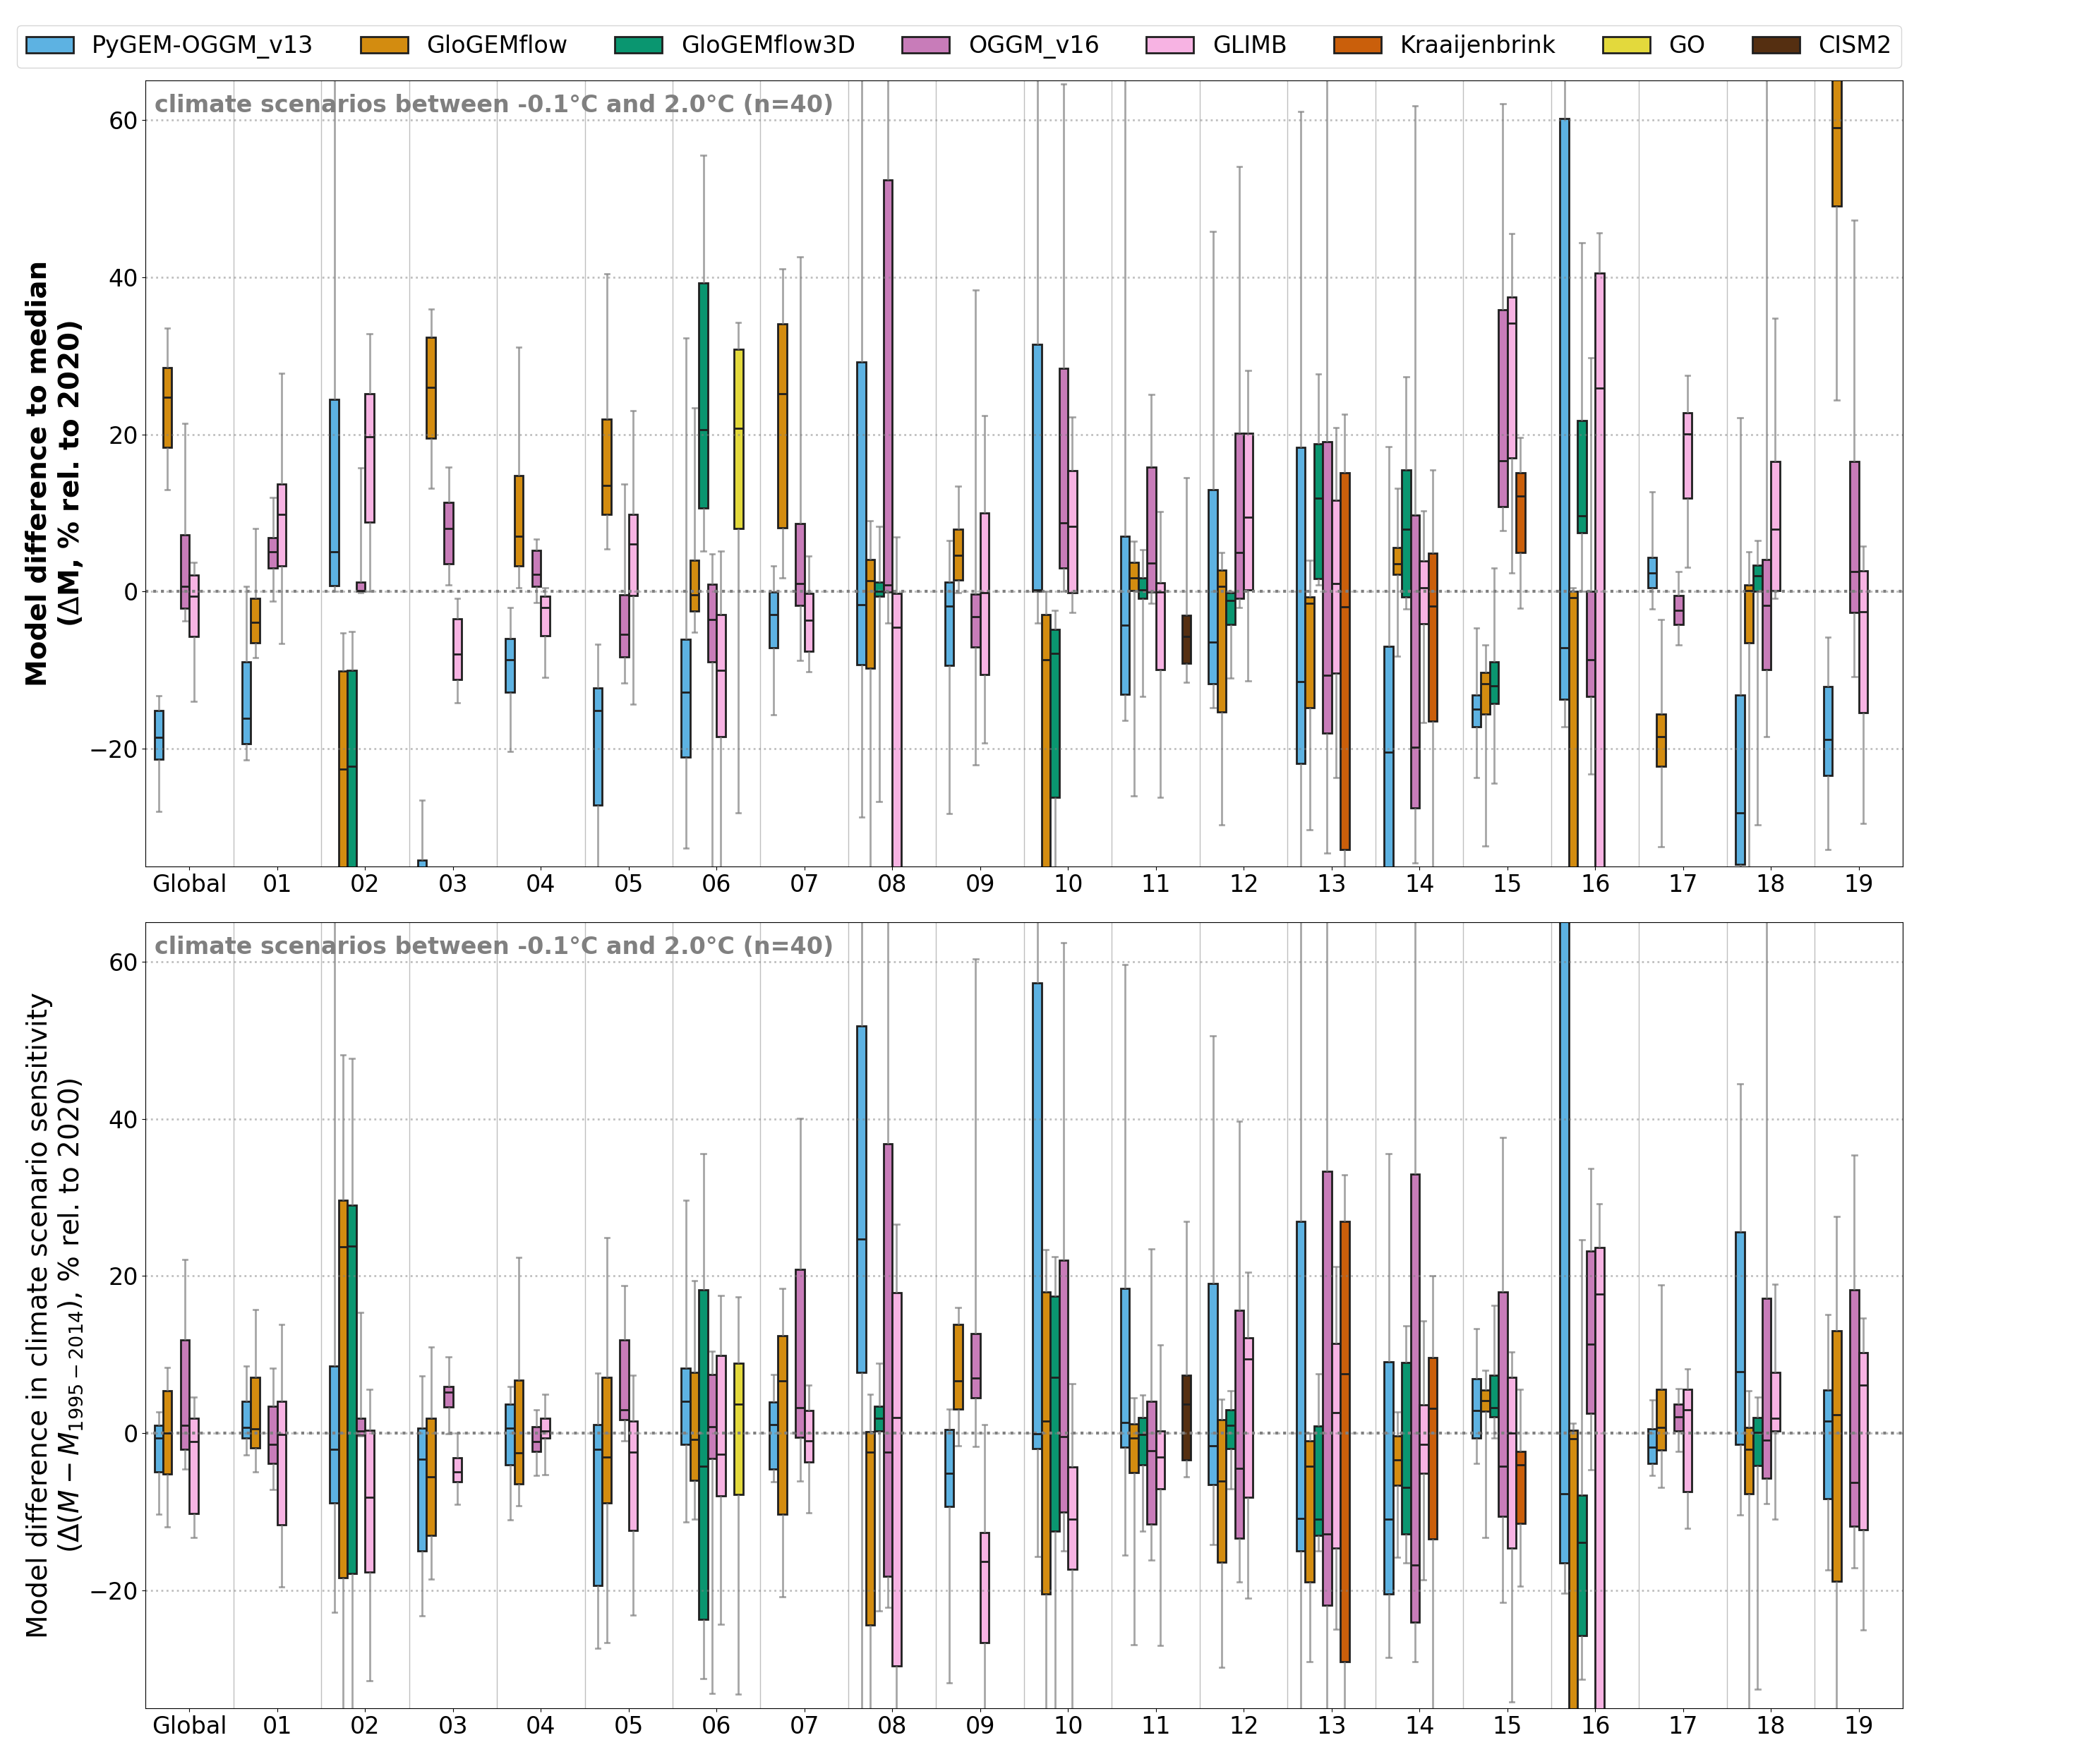 PyGEM-OGGM_v13 GloGEMflow GloGEMflow3D OGGM_v16 GLIMB Kraaijenbrink GO CISM2
climate scenarios between -0.1°C and 2.0°C (n=40)
Model difference to median
(ΔM, % rel. to 2020)
60
40
20
0
−20
Global 01 02 03 04 05 06 07 08 09 10 11 12 13 14 15 16 17 18 19
climate scenarios between -0.1°C and 2.0°C (n=40)
Model difference in climate scenario sensitivity
(Δ(M − M₁₉₉₅₋₂₀₁₄), % rel. to 2020)
60
40
20
0
−20
Global 01 02 03 04 05 06 07 08 09 10 11 12 13 14 15 16 17 18 19